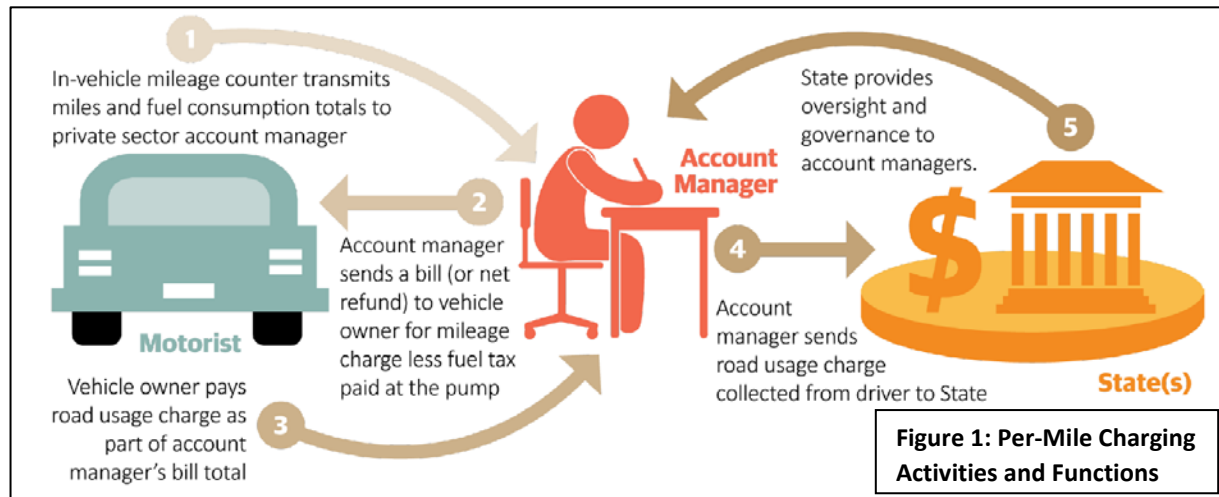 1
In-vehicle mileage counter transmits
miles and fuel consumption totals to
private sector account manager
2
Account manager
sends a bill (or net
refund) to vehicle
owner for mileage
charge less fuel tax
paid at the pump
Motorist
Vehicle owner pays
road usage charge as
part of account
manager’s bill total
3
Account
Manager
4
Account
manager sends
road usage charge
collected from driver to State
State provides
oversight and
governance to
account managers.
5
$
State(s)
Figure 1: Per-Mile Charging
Activities and Functions